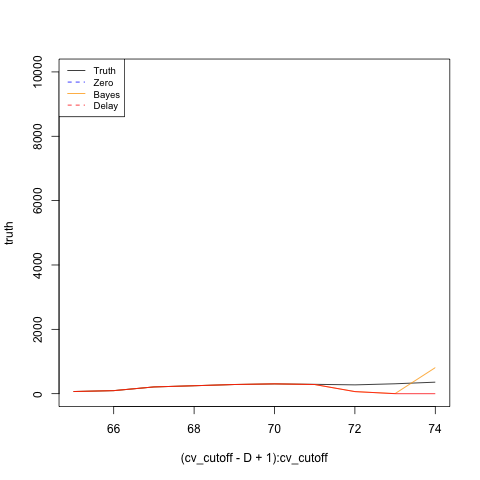 Truth
Zero
Bayes
Delay
10000
8000
6000
4000
2000
0
truth
66 68 70 72 74
(cv_cutoff - D + 1):cv_cutoff